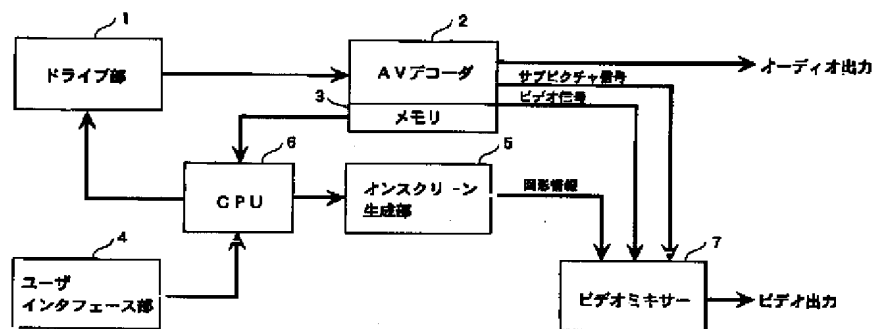 1
ドライブ部
2
AVデコーダ
3
メモリ
オーディオ出力
サブピクチャ信号
ビデオ信号
6
CPU
5
オンスクリーン
生成部
図形情報
4
ユーザ
インタフェース部
7
ビデオミキサー
ビデオ出力